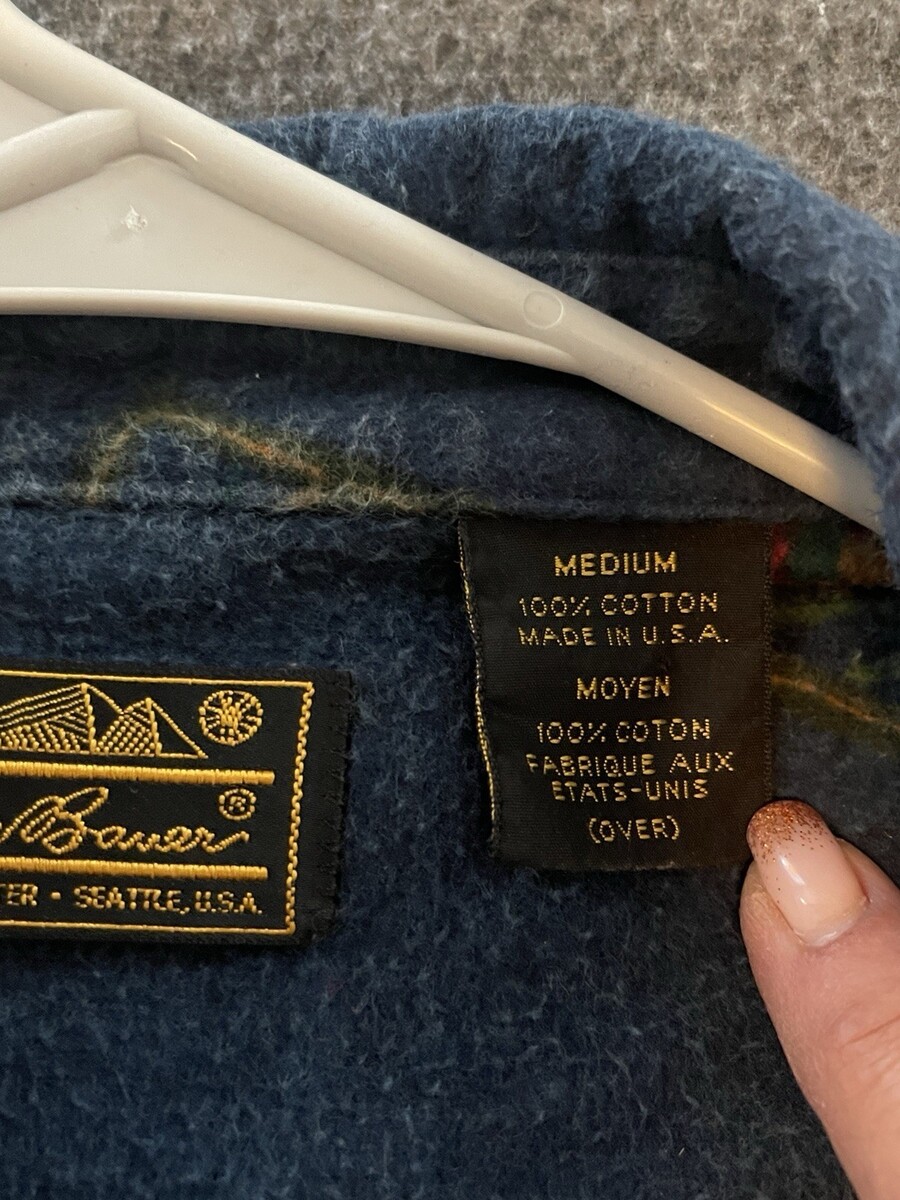 Bauer®
SEATTLE, U.S.A.
MEDIUM
100% COTTON
MADE IN U.S.A.
MOYEN
100% COTON
FABRIQUE AUX
ETATS-UNIS
(OVER)